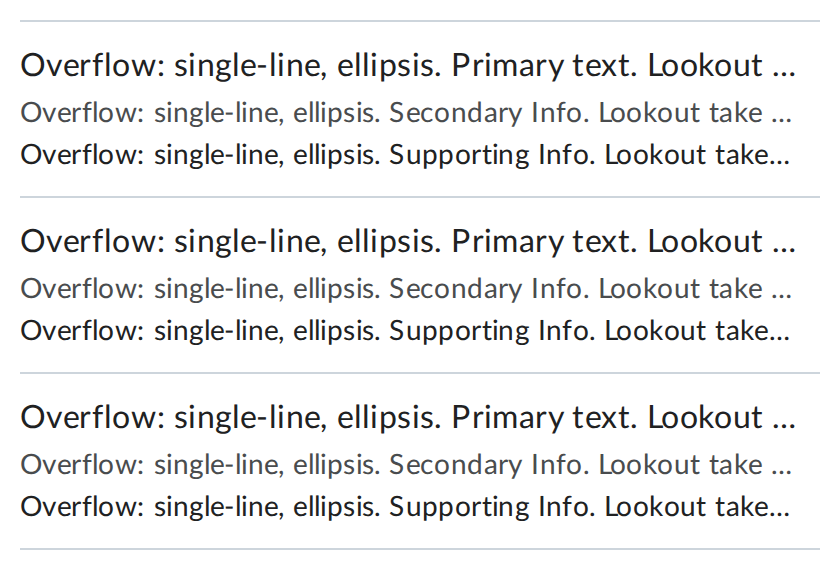 Overflow: single-line, ellipsis. Primary text. Lookout ...
Overflow: single-line, ellipsis. Secondary Info. Lookout take ...
Overflow: single-line, ellipsis. Supporting Info. Lookout take...
Overflow: single-line, ellipsis. Primary text. Lookout ...
Overflow: single-line, ellipsis. Secondary Info. Lookout take ...
Overflow: single-line, ellipsis. Supporting Info. Lookout take...
Overflow: single-line, ellipsis. Primary text. Lookout ...
Overflow: single-line, ellipsis. Secondary Info. Lookout take ...
Overflow: single-line, ellipsis. Supporting Info. Lookout take...